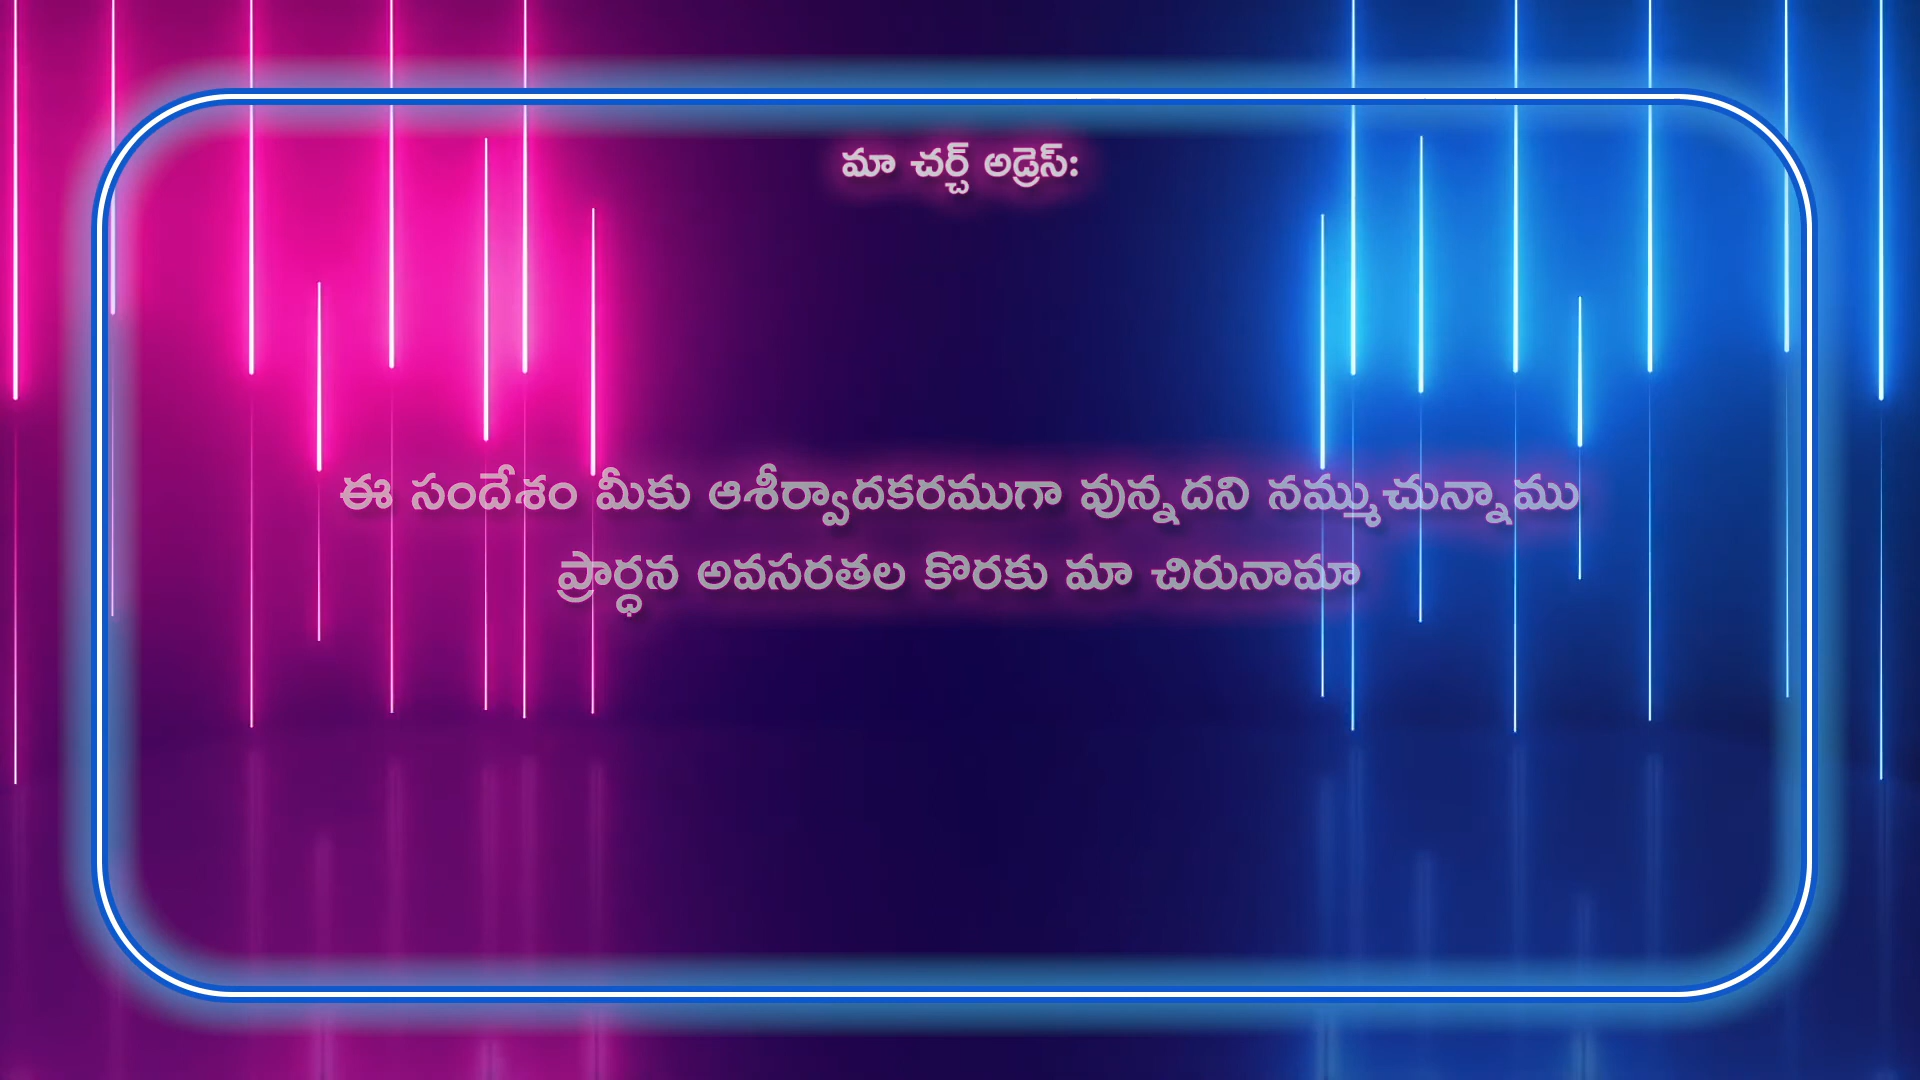 మా చర్చ్ అడ్రెస్:
ఈ సందేశం మీకు ఆశీర్వాదకరముగా వున్నదని నమ్ముచున్నాము
ప్రార్ధన అవసరతల కొరకు మా చిరునామా